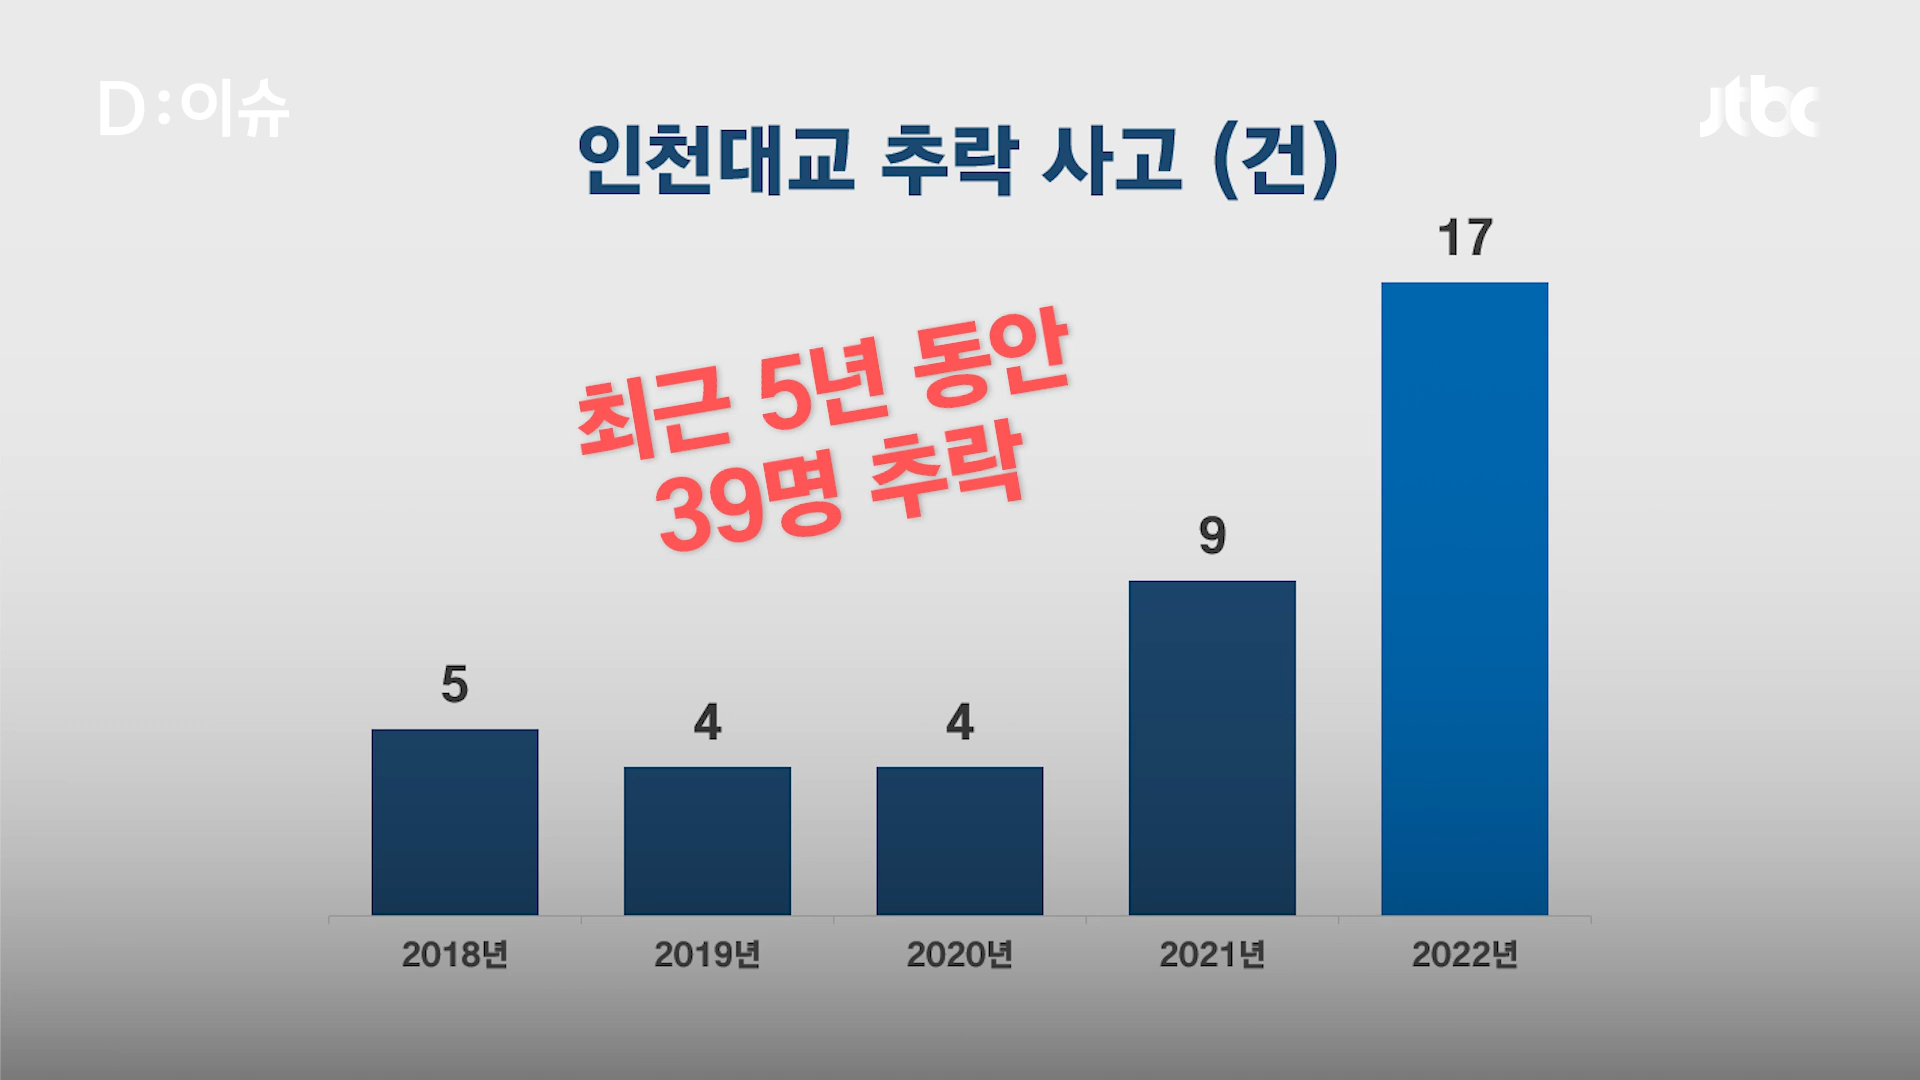 D:이슈
jtbc
인천대교 추락 사고 (건)
최근 5년 동안
39명 추락
5
4
4
9
17
2018년
2019년
2020년
2021년
2022년